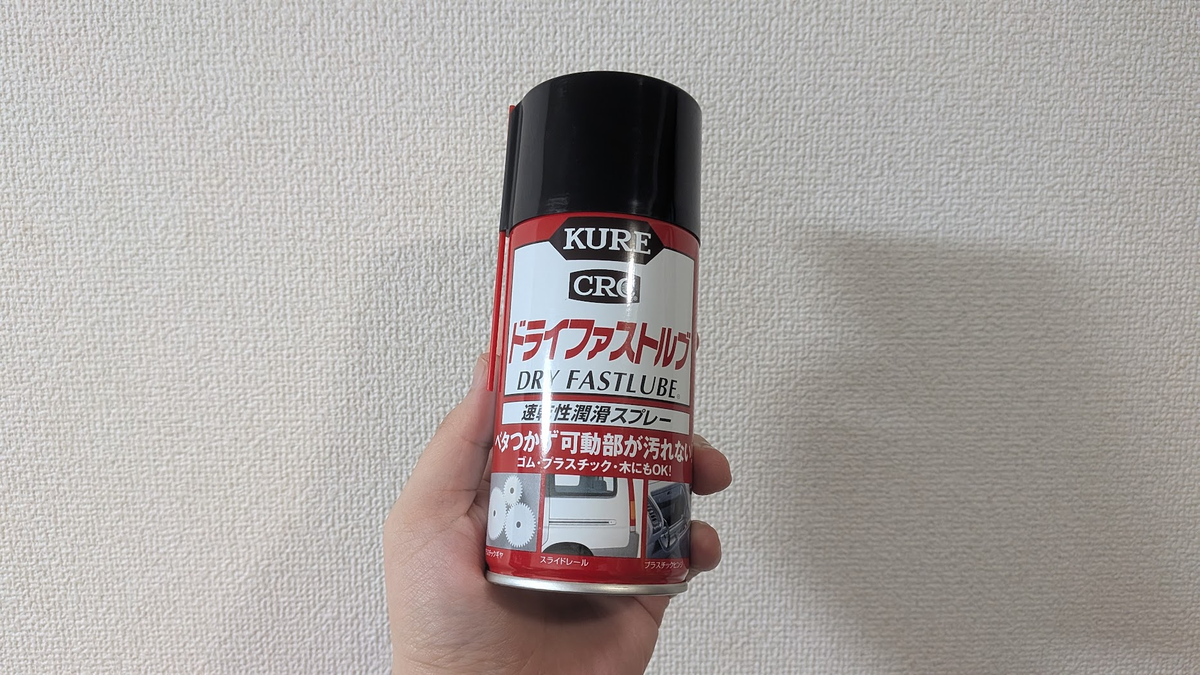 KURE
CRC
ドライファストルブ
DRY FASTLUBE
速乾性潤滑スプレー
ベタつかず可動部が汚れない
ゴム・プラスチック・木にもOK!
スライドレール